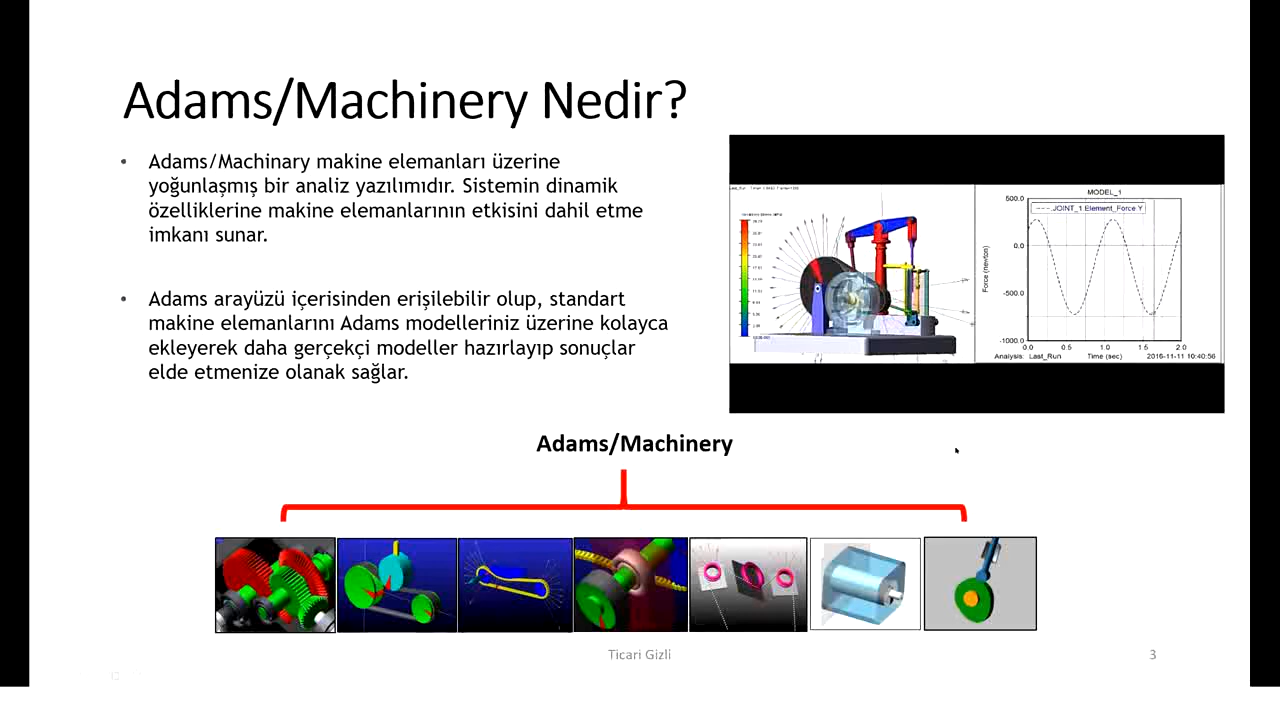 Adams/Machinery Nedir?
• Adams/Machinary makine elemanları üzerine
yoğunlaşmış bir analiz yazılımıdır. Sistemin dinamik
özelliklerine makine elemanlarının etkisini dahil etme
imkanı sunar.
• Adams arayüzü içerisinden erişilebilir olup, standart
makine elemanlarını Adams modelleriniz üzerine kolayca
ekleyerek daha gerçekçi modeller hazırlayıp sonuçlar
elde etmenize olanak sağlar.
MODEL_1
JOINT_1.Element_Force.Y
500.0
0.0
-500.0
-1000.0
Force (newton)
0.0 0.5 1.0 1.5 2.0
Analysis: Last_Run Time (sec) 2016-11-11 10:40:56
Adams/Machinery
Ticari Gizli
3